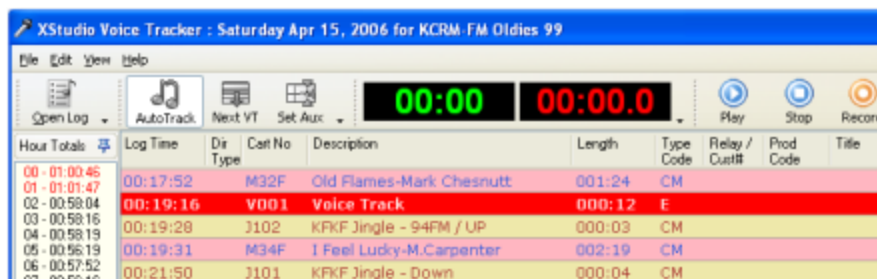 XStudio Voice Tracker : Saturday Apr 15, 2006 for KCRM-FM Oldies 99
File Edit View Help
Open Log AutoTrack Next VT Set Aux 00:00 00:00.0 Play Stop Record
Hour Totals Log Time Dir Type Cart No Description Length Type Code Relay / Cust# Prod Code Title
00 - 01:00:46
01 - 01:01:47
02 - 00:58:04
03 - 00:58:16
04 - 00:58:19
05 - 00:56:19
06 - 00:57:52
00:17:52 M32F Old Flames-Mark Chesnutt 001:24 CM
00:19:16 V001 Voice Track 000:12 E
00:19:28 J102 KFKF Jingle - 94FM / UP 000:03 CM
00:19:31 M34F I Feel Lucky-M.Carpenter 002:19 CM
00:21:50 J101 KFKF Jingle - Down 000:04 CM